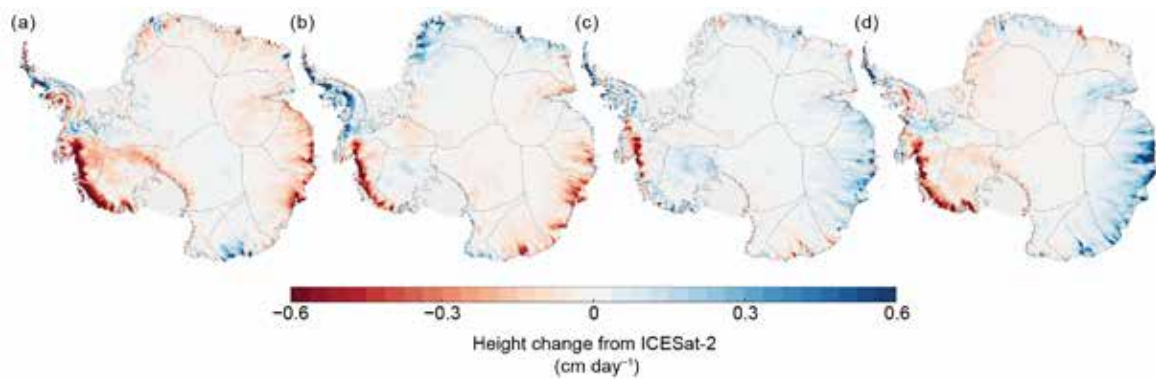 (a) (b) (c) (d)
−0.6 −0.3 0 0.3 0.6
Height change from ICESat-2
(cm day⁻¹)